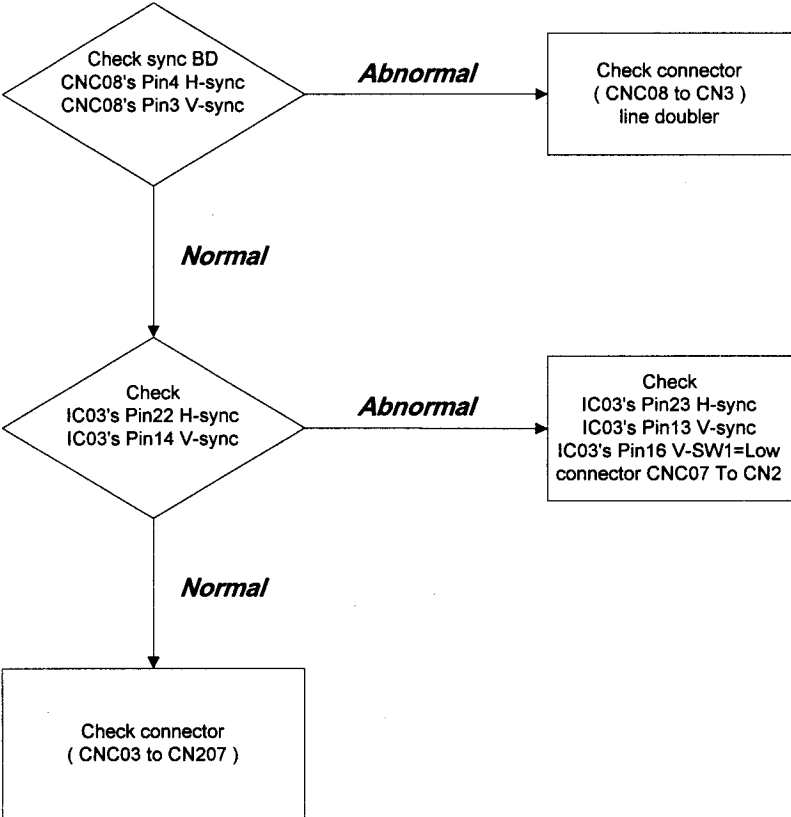 Check sync BD
CNC08's Pin4 H-sync
CNC08's Pin3 V-sync
Abnormal
Check connector
( CNC08 to CN3 )
line doubler
Normal
Check
IC03's Pin22 H-sync
IC03's Pin14 V-sync
Abnormal
Check
IC03's Pin23 H-sync
IC03's Pin13 V-sync
IC03's Pin16 V-SW1=Low
connector CNC07 To CN2
Normal
Check connector
( CNC03 to CN207 )